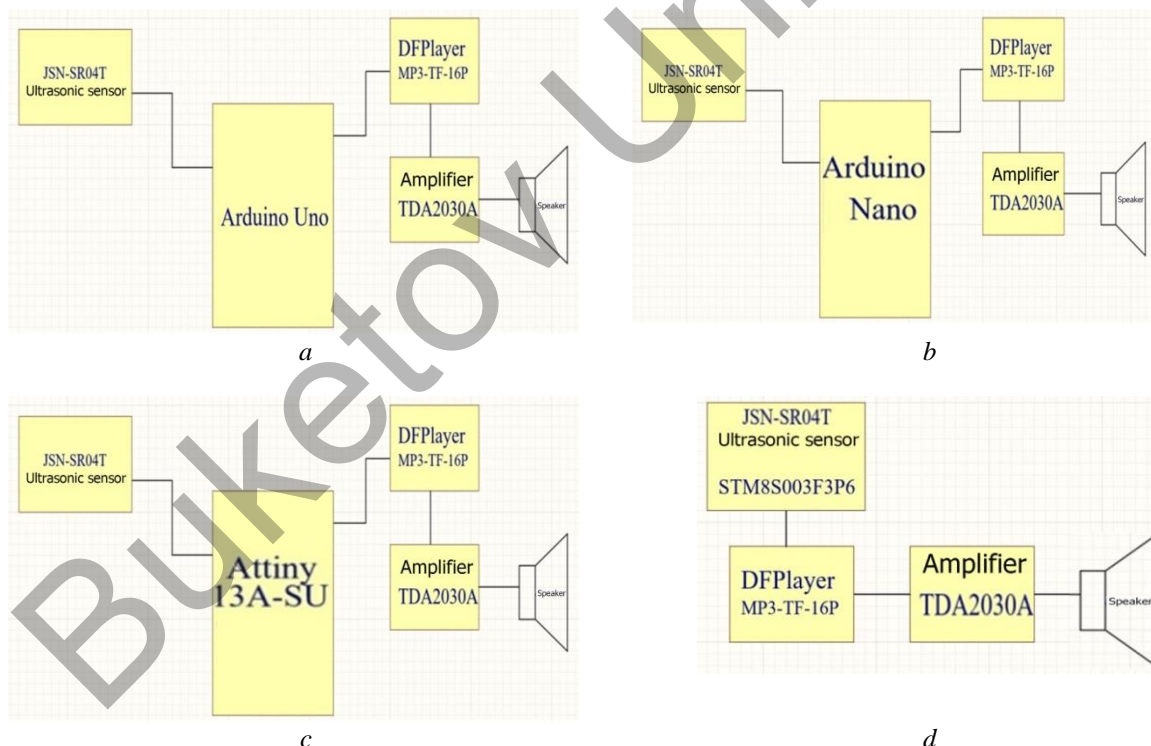 JSN-SR04T
Ultrasonic sensor
Arduino Uno
DFPlayer
MP3-TF-16P
Amplifier
TDA2030A
Speaker
a
JSN-SR04T
Ultrasonic sensor
Arduino
Nano
DFPlayer
MP3-TF-16P
Amplifier
TDA2030A
Speaker
b
JSN-SR04T
Ultrasonic sensor
Attiny
13A-SU
DFPlayer
MP3-TF-16P
Amplifier
TDA2030A
Speaker
c
JSN-SR04T
Ultrasonic sensor
STM8S003F3P6
DFPlayer
MP3-TF-16P
Amplifier
TDA2030A
Speaker
d
Buketov